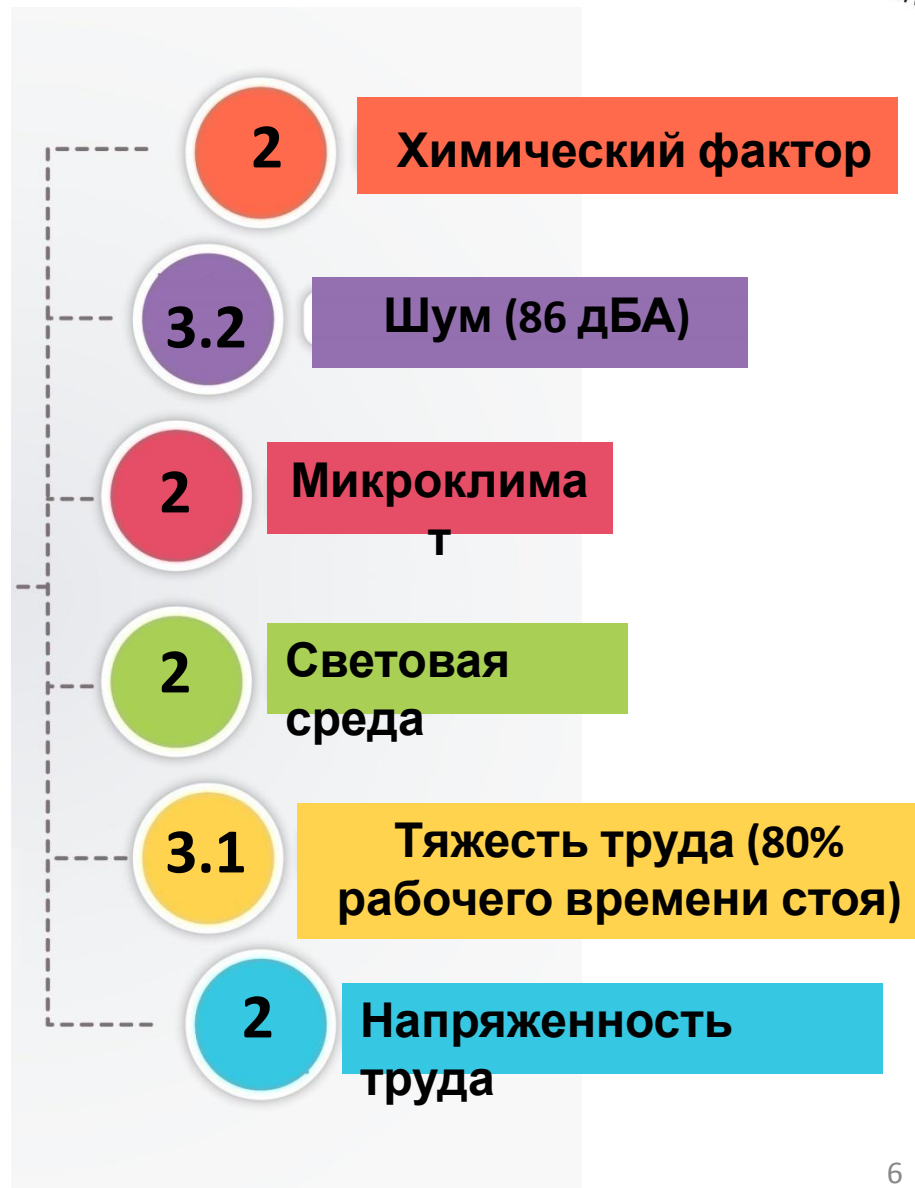 2
Химический фактор
3.2
Шум (86 дБА)
2
Микроклима
т
2
Световая
среда
3.1
Тяжесть труда (80%
рабочего времени стоя)
2
Напряженность
труда
6